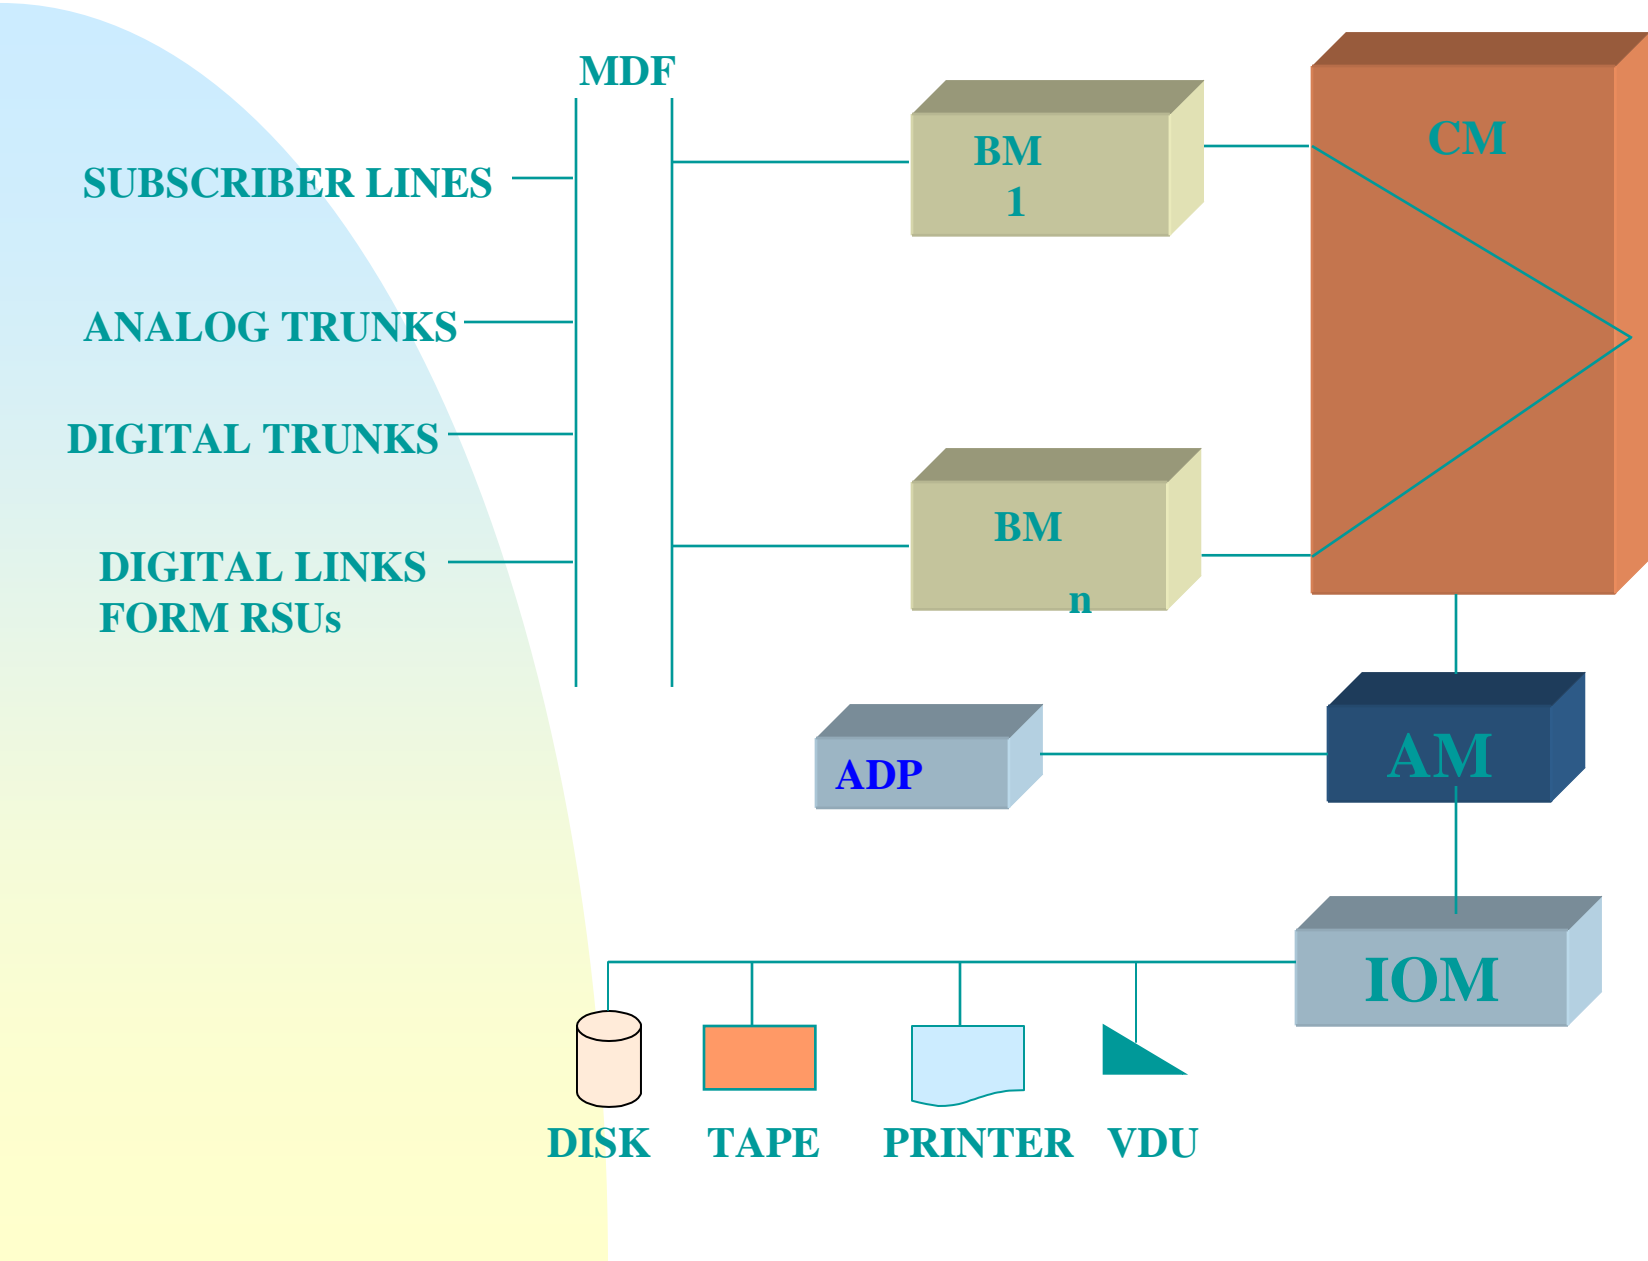 MDF
BM
1
CM
SUBSCRIBER LINES
ANALOG TRUNKS
DIGITAL TRUNKS
DIGITAL LINKS
FORM RSUs
BM
n
ADP
AM
IOM
DISK
TAPE
PRINTER
VDU